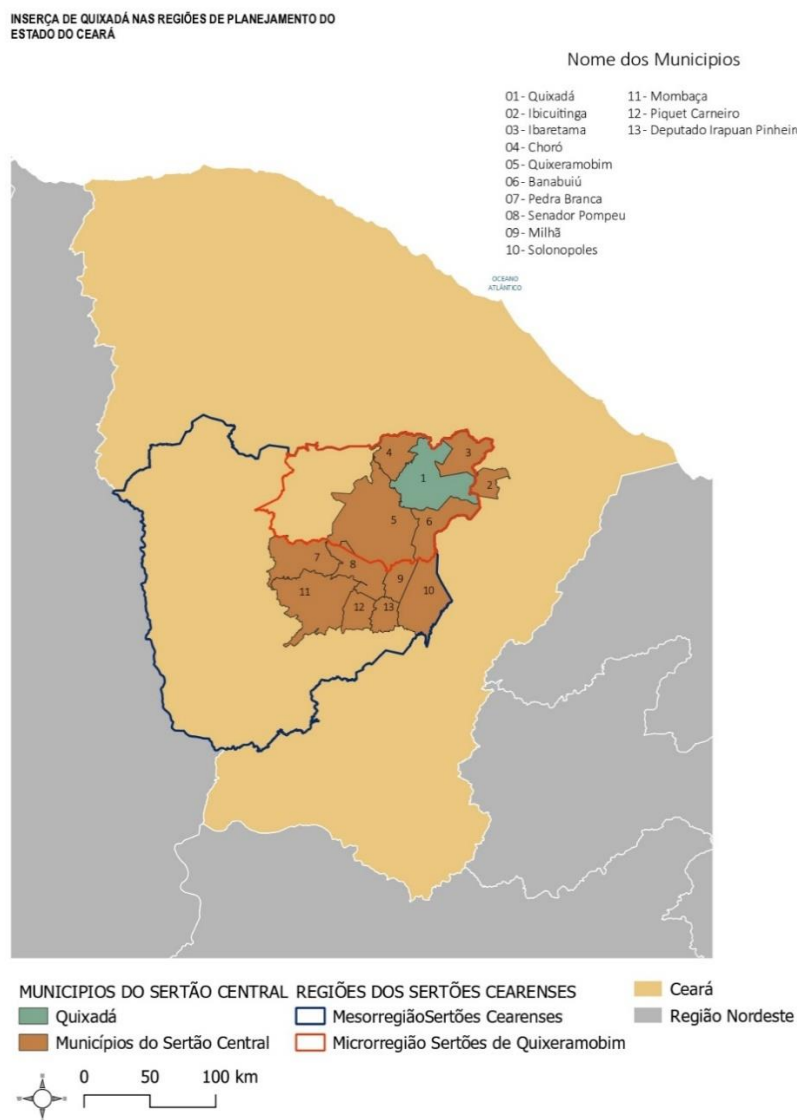 INSERÇA DE QUIXADÁ NAS REGIÕES DE PLANEJAMENTO DO
ESTADO DO CEARÁ
Nome dos Municipios
01- Quixadá
02- Ibicuitinga
03- Ibaretama
04- Choró
05- Quixeramobim
06- Banabuiú
07- Pedra Branca
08- Senador Pompeu
09- Milhã
10- Solonopoles
11- Mombaça
12- Piquet Carneiro
13- Deputado Irapuan Pinheir
OCEANO
ATLÂNTICO
4
3
1
2
5
6
7
8
9
10
11
12
13
MUNICIPIOS DO SERTÃO CENTRAL
Quixadá
Municípios do Sertão Central
REGIÕES DOS SERTÕES CEARENSES
MesorregiãoSertões Cearenses
Microrregião Sertões de Quixeramobim
Ceará
Região Nordeste
0 50 100 km